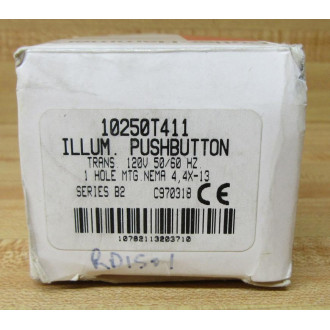 10250T411
ILLUM. PUSHBUTTON
TRANS. 120V 50/60 HZ.
1 HOLE MTG.NEMA 4,4X-13
SERIES B2 C970318 CE
10782113203710